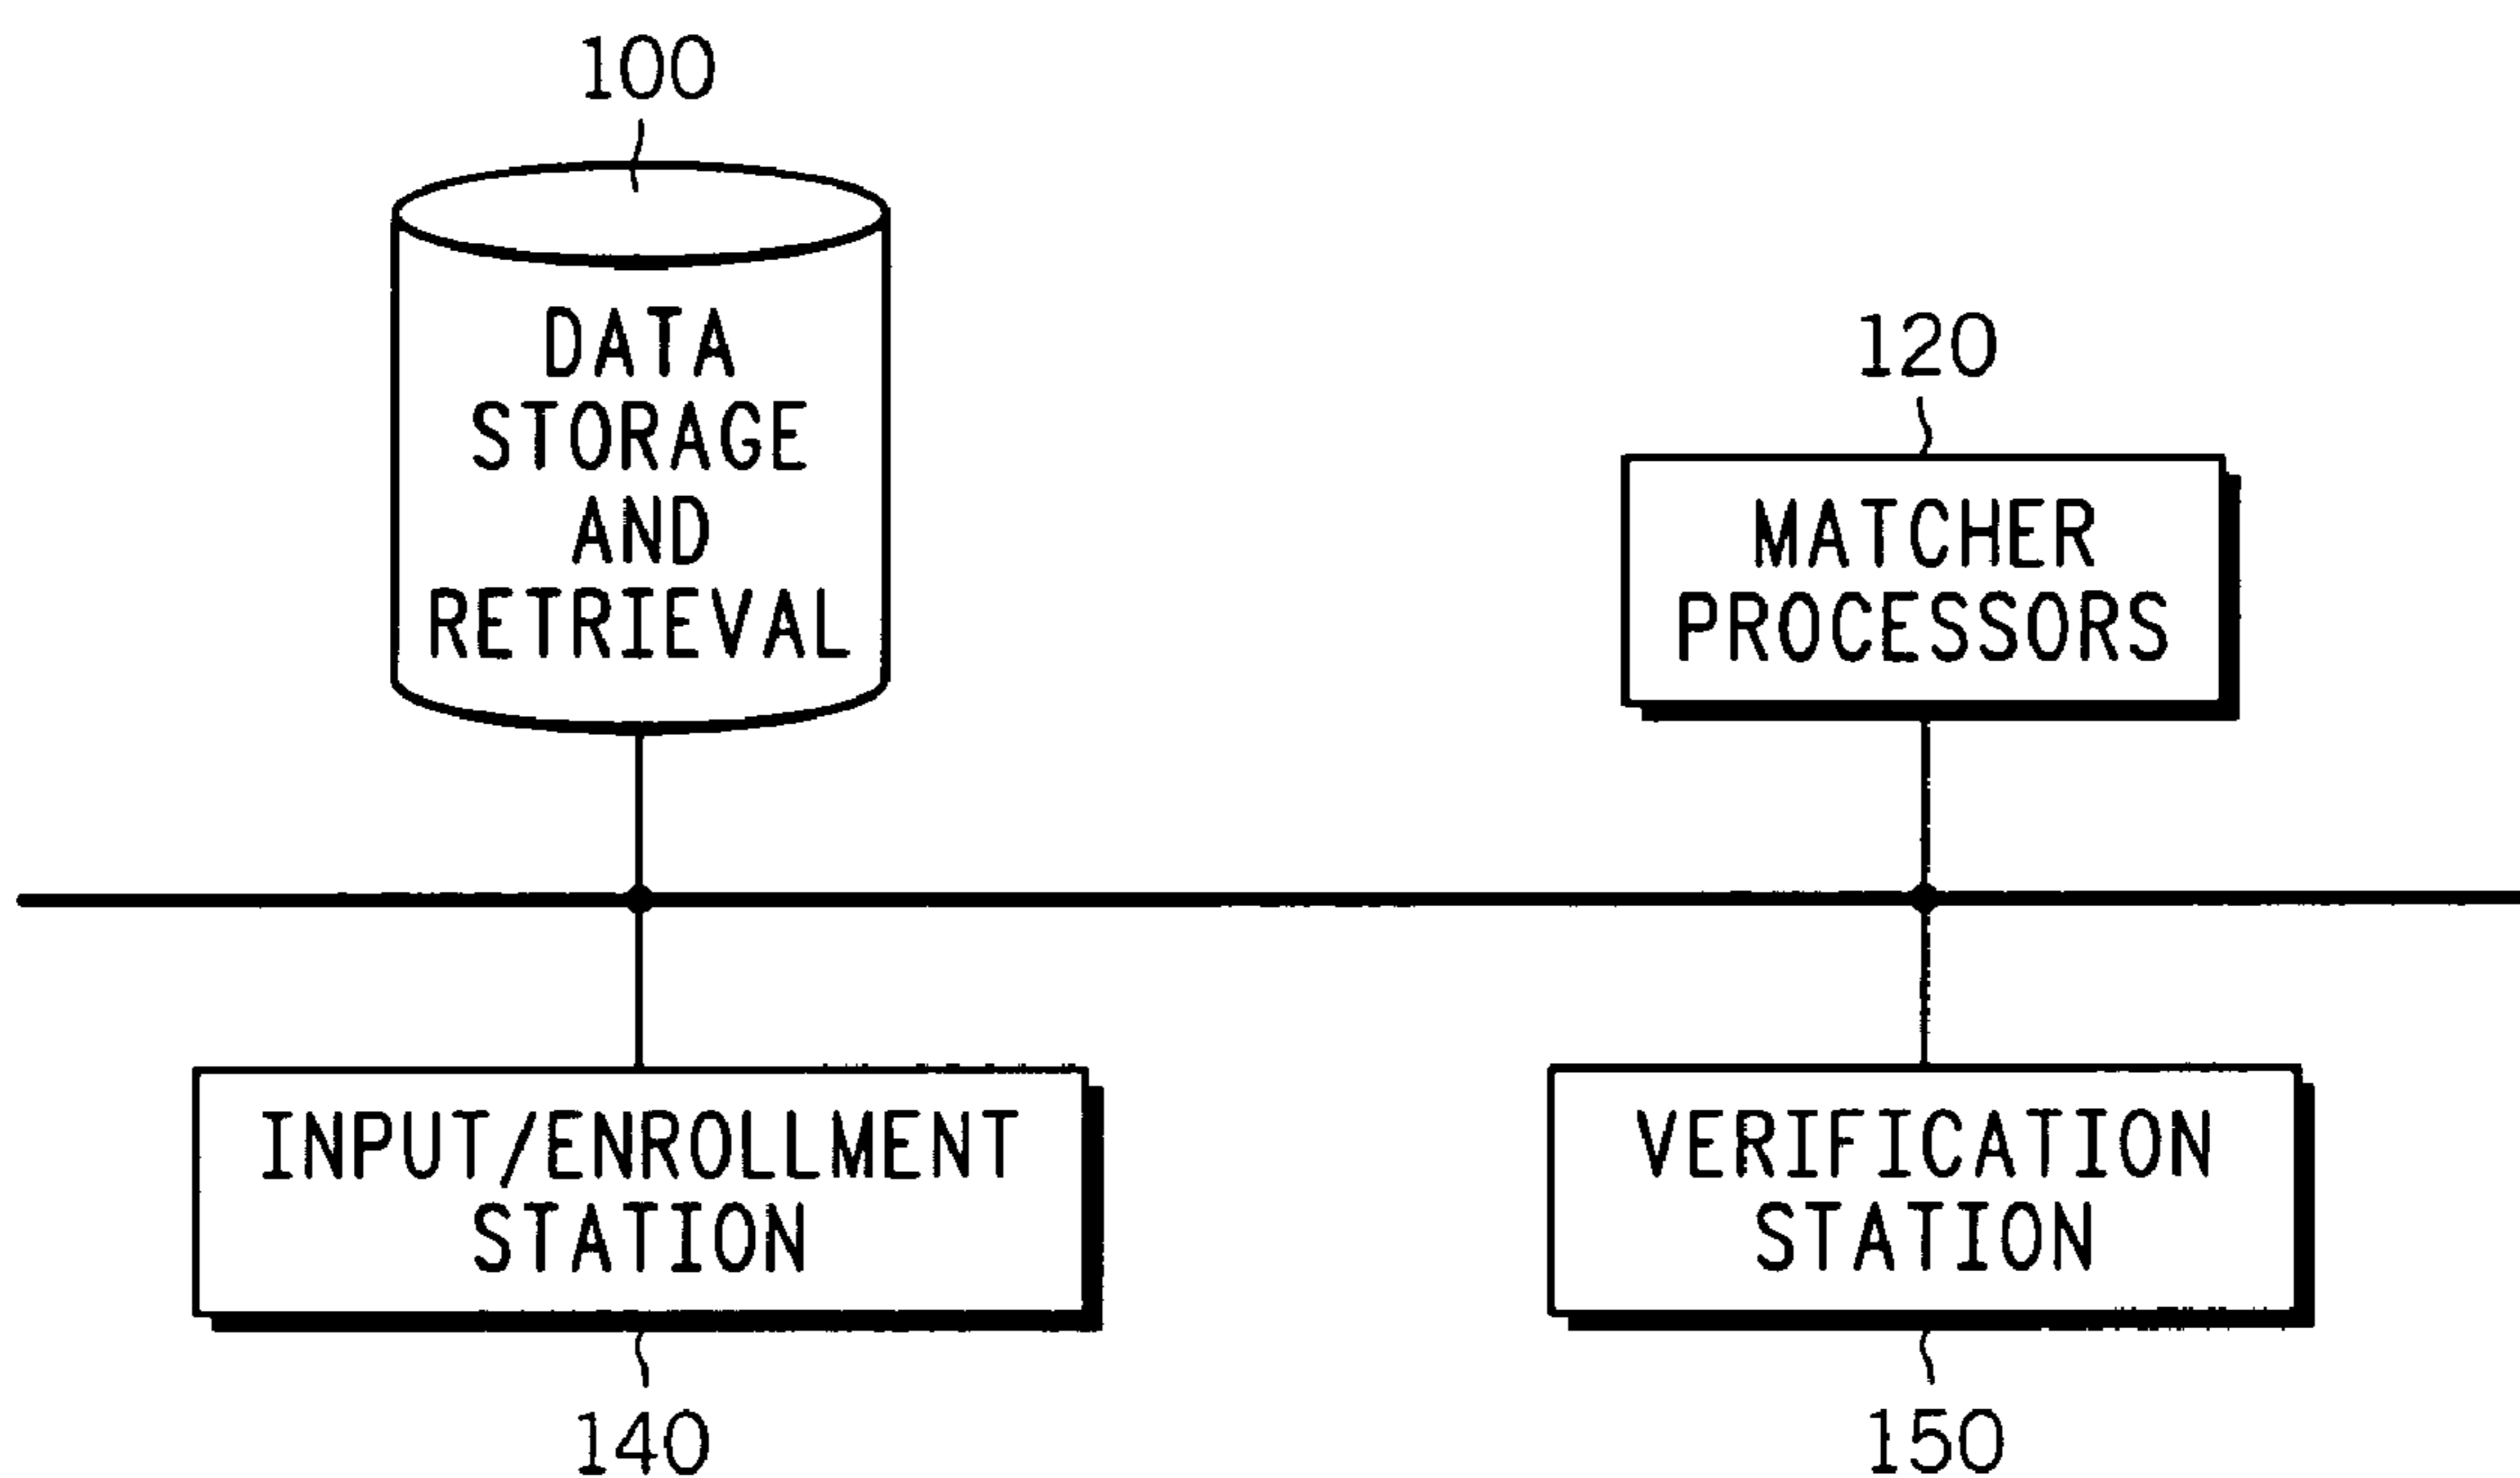 100
DATA
STORAGE
AND
RETRIEVAL
120
MATCHER
PROCESSORS
INPUT/ENROLLMENT
STATION
140
VERIFICATION
STATION
150